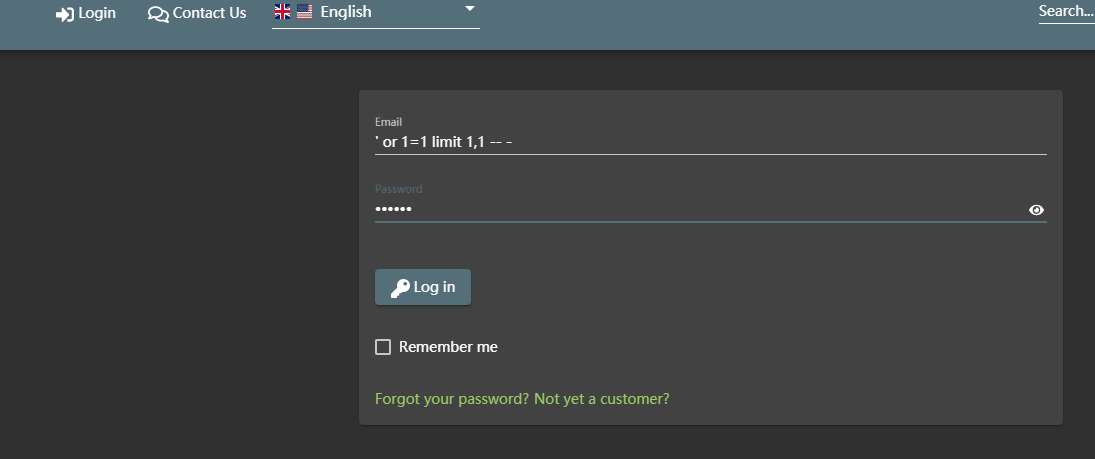 Login Contact Us English Search...
Email
' or 1=1 limit 1,1 -- -
Password
••••••
Log in
Remember me
Forgot your password? Not yet a customer?